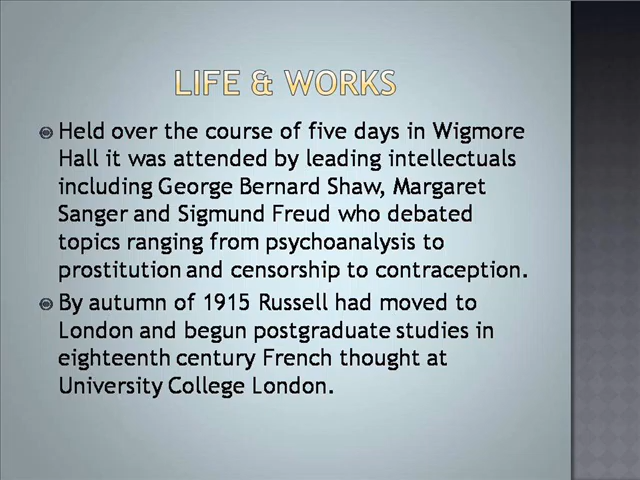 LIFE & WORKS
Held over the course of five days in Wigmore
Hall it was attended by leading intellectuals
including George Bernard Shaw, Margaret
Sanger and Sigmund Freud who debated
topics ranging from psychoanalysis to
prostitution and censorship to contraception.
By autumn of 1915 Russell had moved to
London and begun postgraduate studies in
eighteenth century French thought at
University College London.